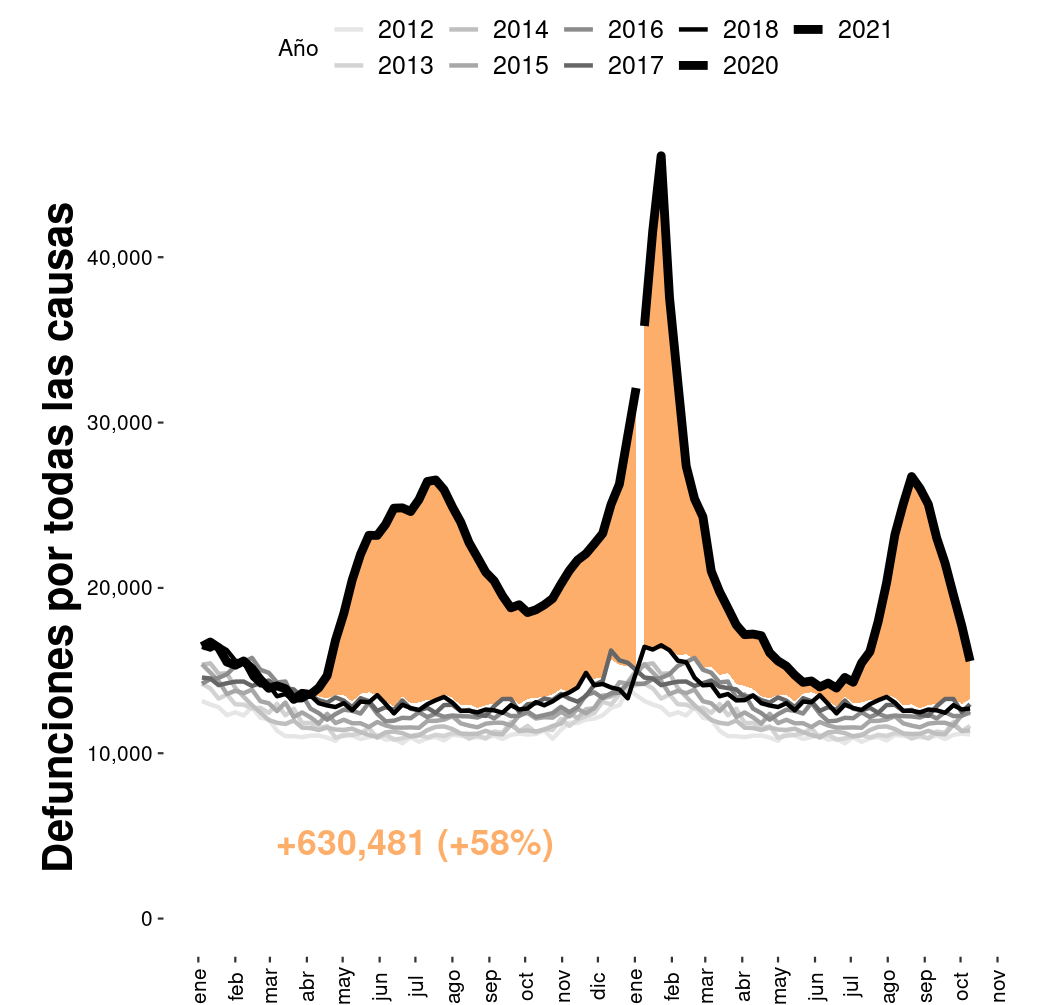 Año
2012 2014 2016 2018 2021
2013 2015 2017 2020
Defunciones por todas las causas
40,000
30,000
20,000
10,000
0
+630,481 (+58%)
ene feb mar abr may jun jul ago sep oct nov dic ene feb mar abr may jun jul ago sep oct nov